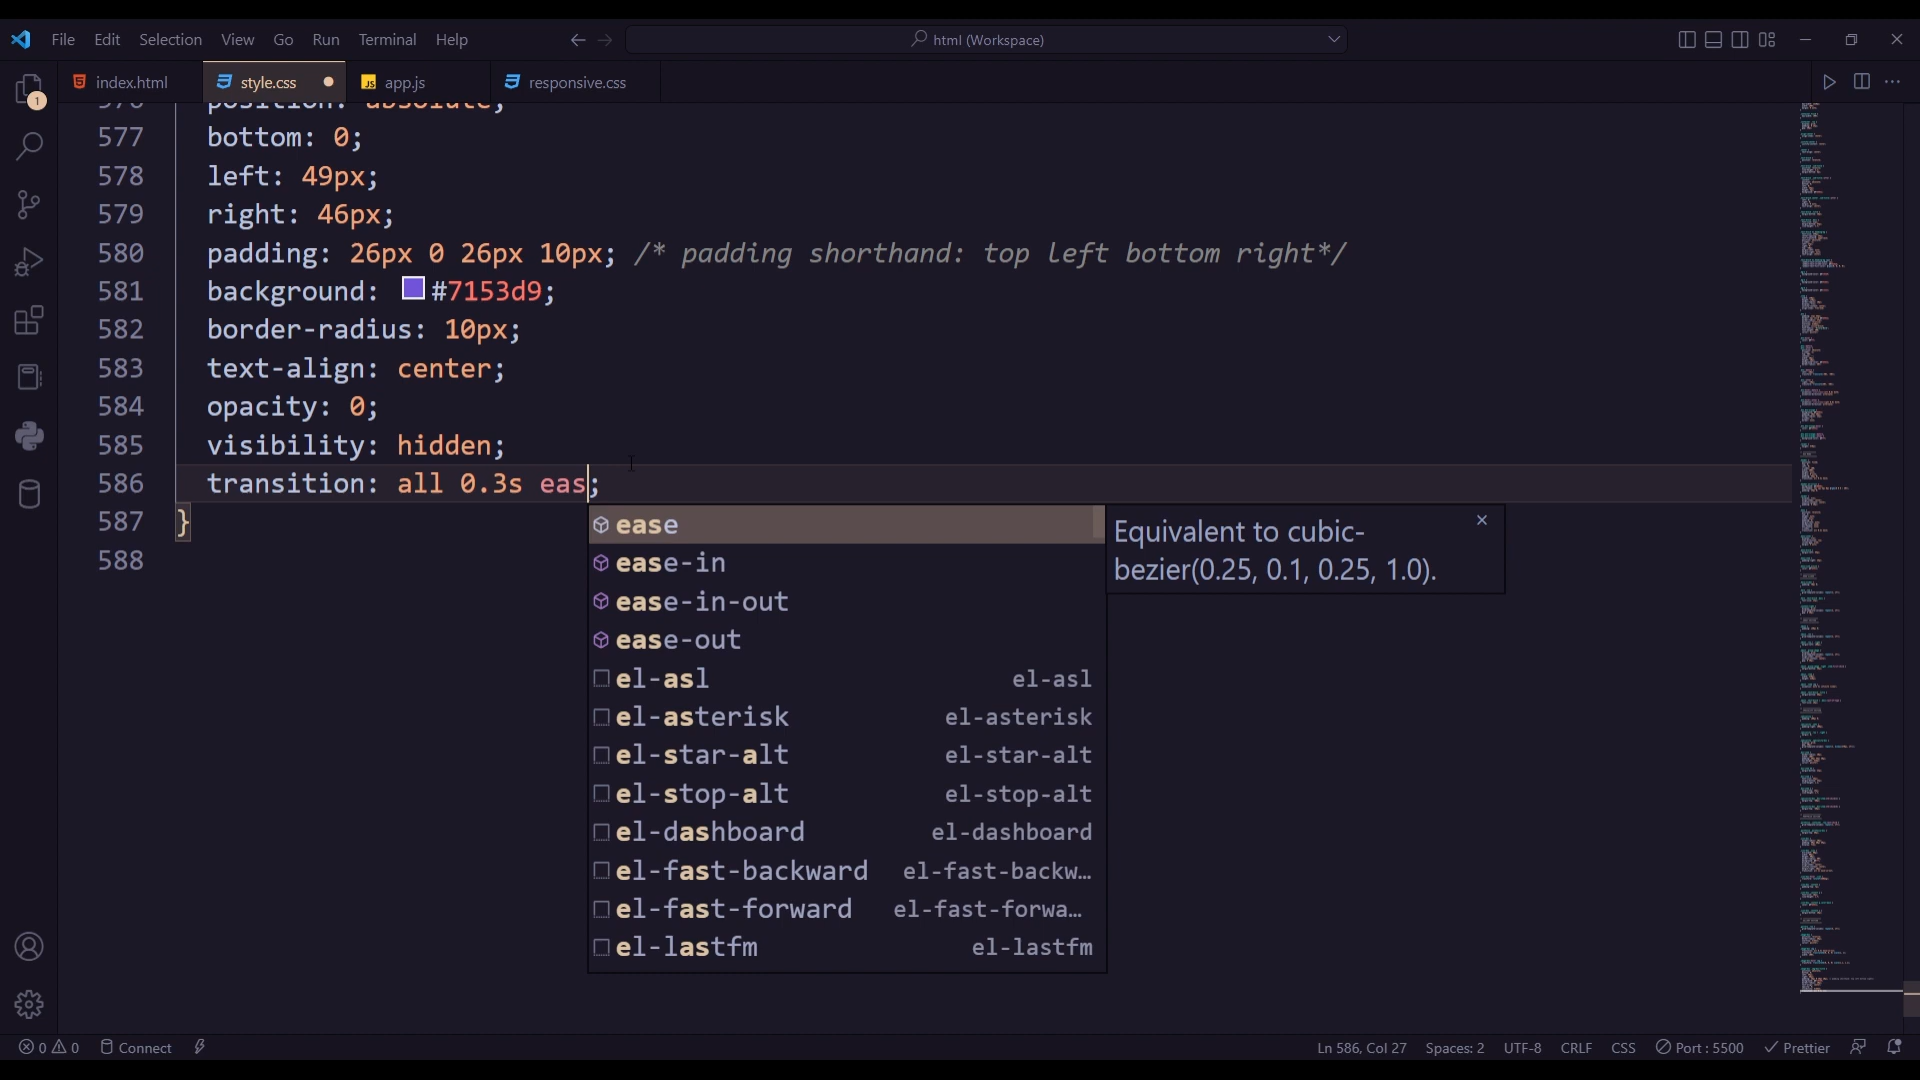 File Edit Selection View Go Run Terminal Help
html (Workspace)
index.html
style.css
JS app.js
responsive.css
1
576 position: absolute;
577 bottom: 0;
578 left: 49px;
579 right: 46px;
580 padding: 26px 0 26px 10px; /* padding shorthand: top left bottom right*/
581 background: #7153d9;
582 border-radius: 10px;
583 text-align: center;
584 opacity: 0;
585 visibility: hidden;
586 transition: all 0.3s eas;
587 }
588
ease
ease-in
ease-in-out
ease-out
el-asl el-asl
el-asterisk el-asterisk
el-star-alt el-star-alt
el-stop-alt el-stop-alt
el-dashboard el-dashboard
el-fast-backward el-fast-backw…
el-fast-forward el-fast-forwa…
el-lastfm el-lastfm
Equivalent to cubic-
bezier(0.25, 0.1, 0.25, 1.0).
0 0 Connect
Ln 586, Col 27 Spaces: 2 UTF-8 CRLF CSS Port : 5500 Prettier